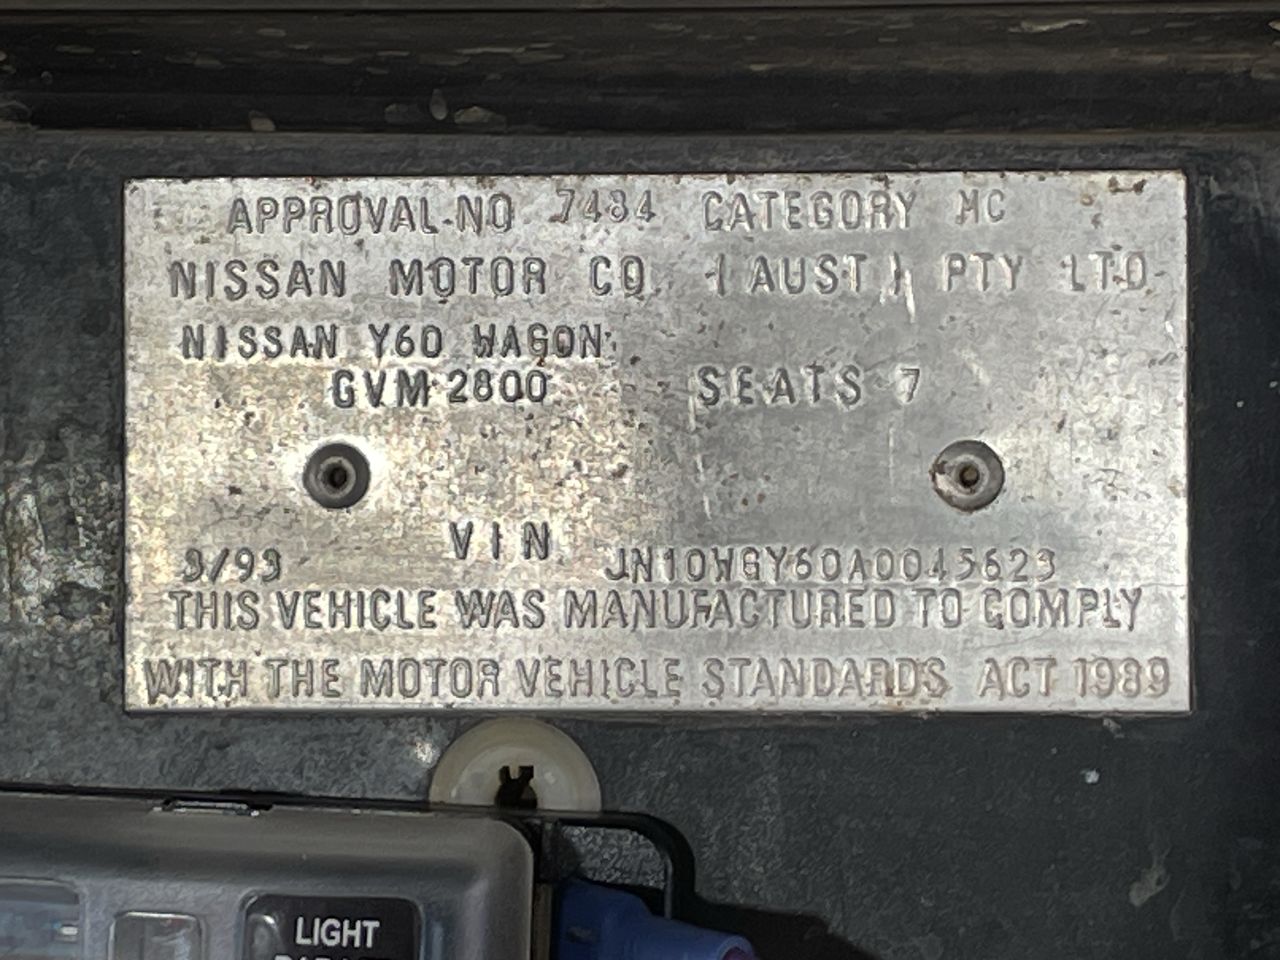 APPROVAL NO 7484 CATEGORY MC
NISSAN MOTOR CO. (AUST) PTY LTD.
NISSAN Y60 WAGON
GVM 2800 SEATS 7
VIN
3/93 JN10WGY60A0045623
THIS VEHICLE WAS MANUFACTURED TO COMPLY
WITH THE MOTOR VEHICLE STANDARDS ACT 1989
LIGHT